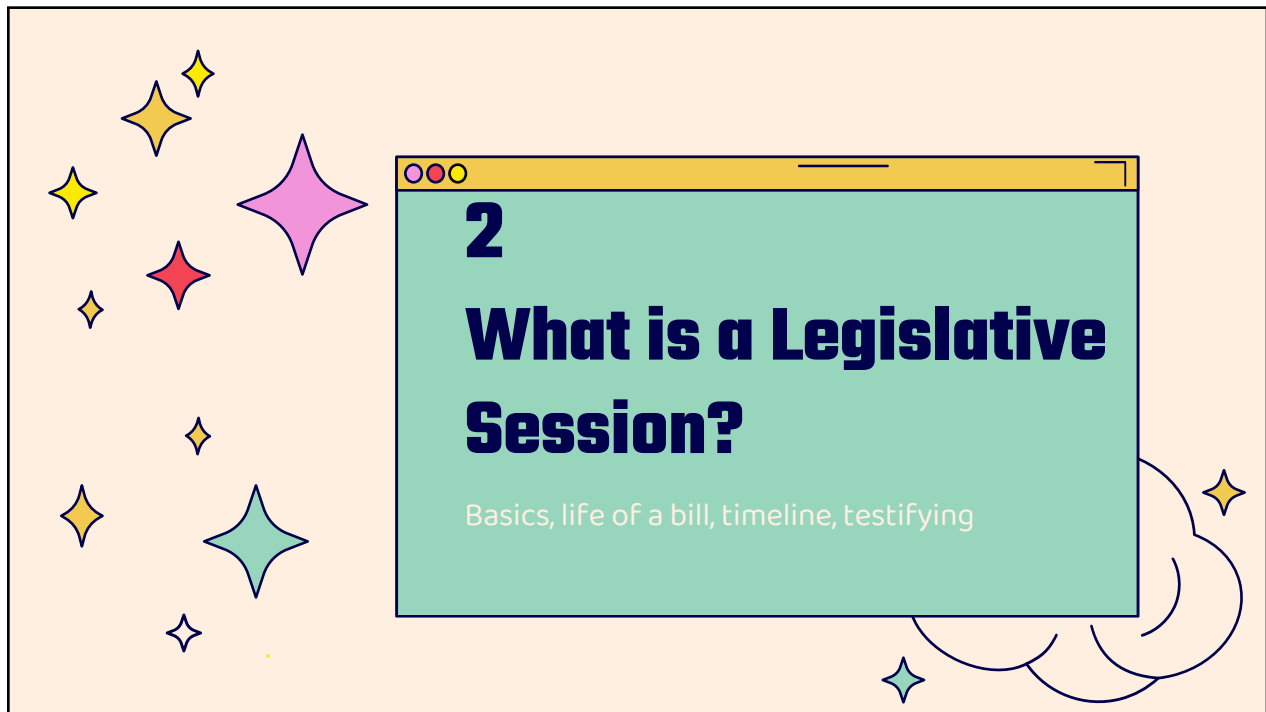 2
What is a Legislative
Session?
Basics, life of a bill, timeline, testifying